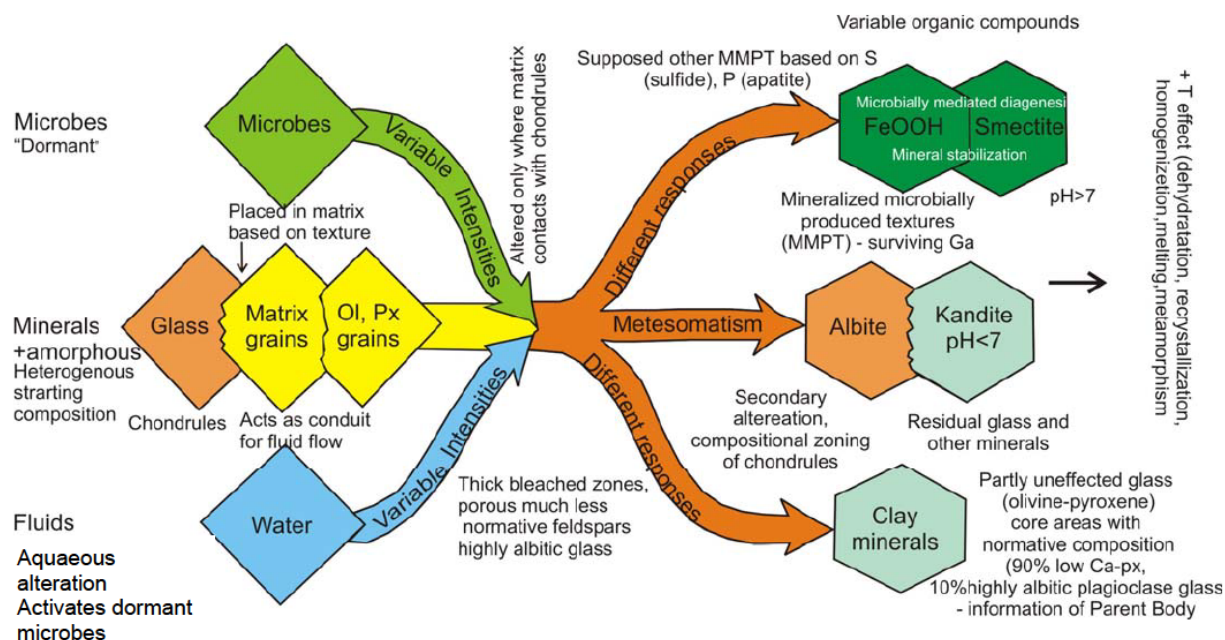 Variable organic compounds
Supposed other MMPT based on S
(sulfide), P (apatite)
Microbes
"Dormant"
Microbes
Variable Intensities
Altered only where matrix
contacts with chondrules
Different responses
Microbially mediated diagenesi
FeOOH
Smectite
Mineral stabilization
pH>7
Mineralized microbially
produced textures
(MMPT) - surviving Ga
+ T effect (dehydratation, recrystallization,
homogenizetion,melting,metamorphism
Placed in matrix
based on texture
Minerals
+amorphous
Heterogenous
strarting
composition
Glass
Matrix
grains
Ol, Px
grains
Chondrules
Acts as conduit
for fluid flow
Metesomatism
Albite
Kandite
pH<7
Secondary
altereation,
compositional zoning
of chondrules
Residual glass and
other minerals
Fluids
Aquaeous
alteration
Activates dormant
microbes
Water
Variable Intensities
Thick bleached zones,
porous much less
normative feldspars
highly albitic glass
Different responses
Clay
minerals
Partly uneffected glass
(olivine-pyroxene)
core areas with
normative composition
(90% low Ca-px,
10%highly albitic plagioclase glass
- information of Parent Body